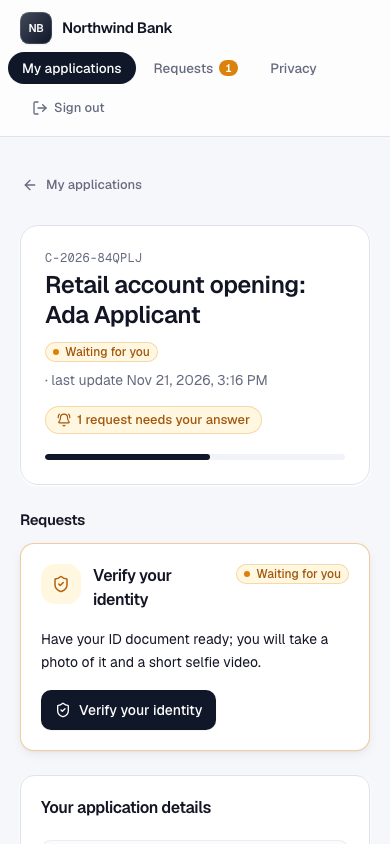 NB
Northwind Bank
My applications
Requests 1
Privacy
Sign out
My applications
C-2026-84QPLJ
Retail account opening:
Ada Applicant
Waiting for you
· last update Nov 21, 2026, 3:16 PM
1 request needs your answer
Requests
Verify your
identity
Waiting for you
Have your ID document ready; you will take a
photo of it and a short selfie video.
Verify your identity
Your application details